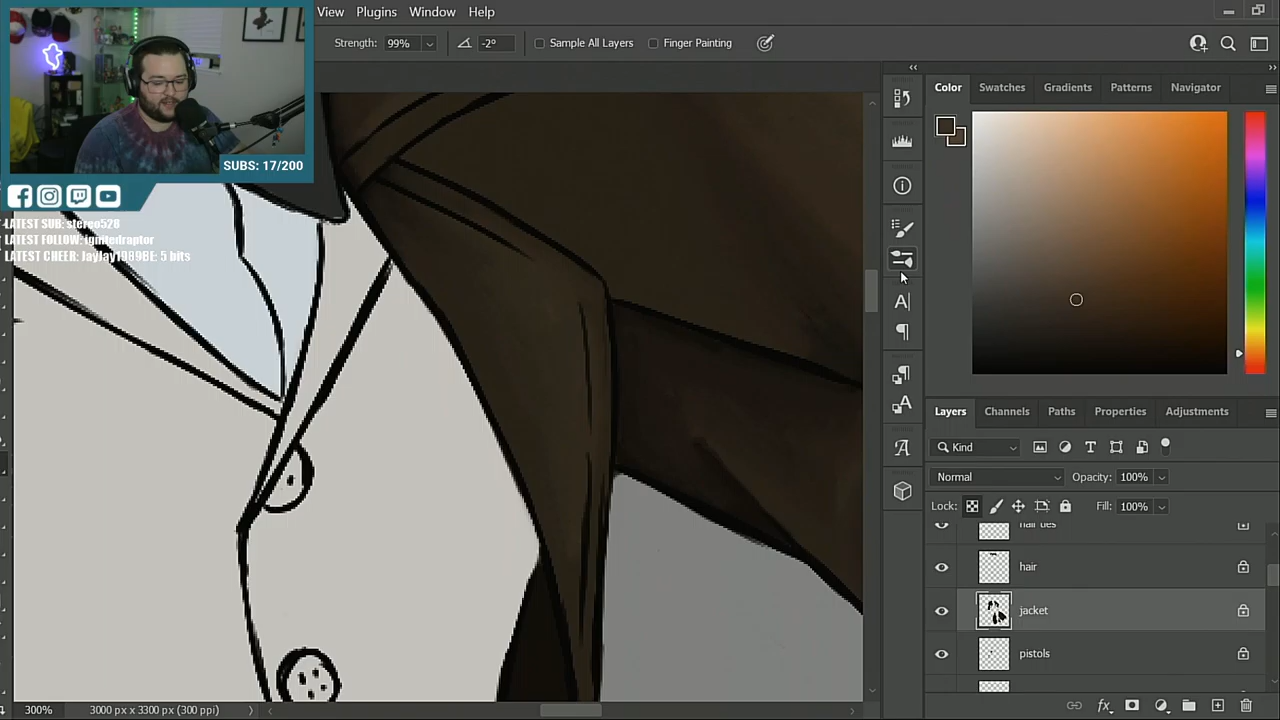 View Plugins Window Help
Strength: 99% -2° Sample All Layers Finger Painting
SUBS: 17/200
LATEST SUB: stereo528
LATEST FOLLOW: ignitedraptor
LATEST CHEER: JayJay1989BE: 5 bits
Color Swatches Gradients Patterns Navigator
Layers Channels Paths Properties Adjustments
Kind
Normal Opacity: 100%
Lock: Fill: 100%
hair ties
hair
jacket
pistols
300% 3000 px x 3300 px (300 ppi)